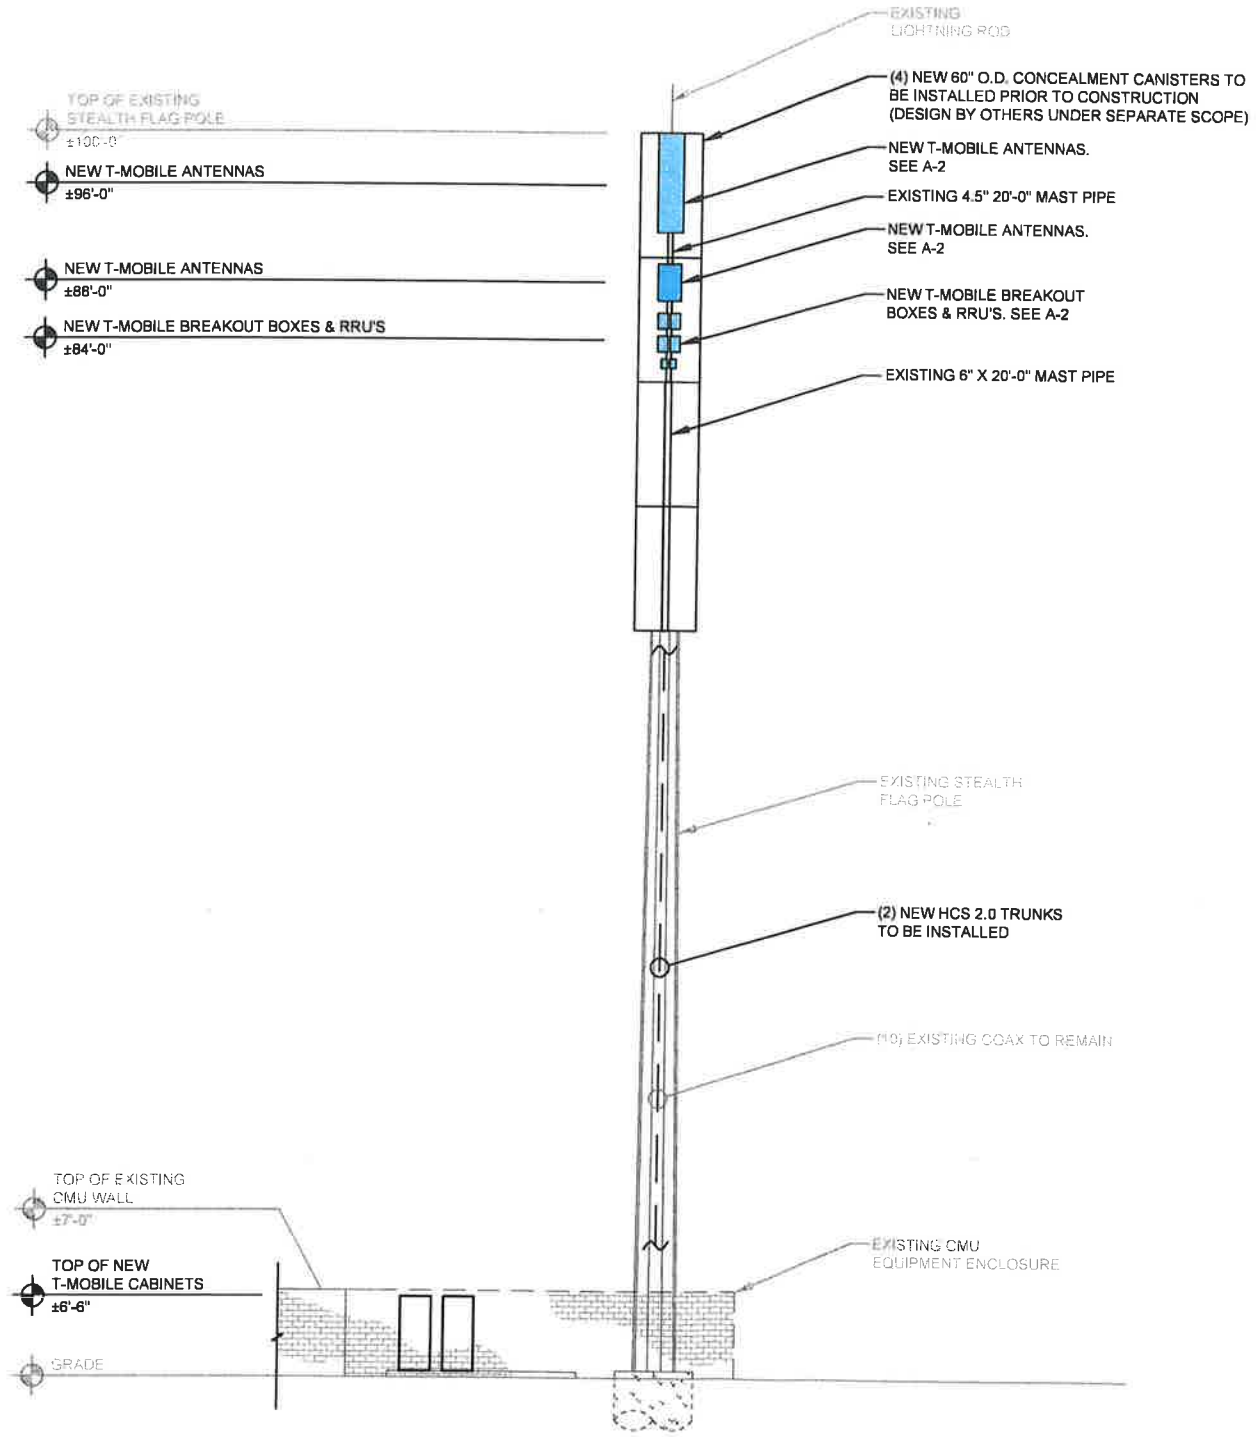 EXISTING
LIGHTNING ROD
(4) NEW 60" O.D. CONCEALMENT CANISTERS TO
BE INSTALLED PRIOR TO CONSTRUCTION
(DESIGN BY OTHERS UNDER SEPARATE SCOPE)
TOP OF EXISTING
STEALTH FLAG POLE
±100'-0"
NEW T-MOBILE ANTENNAS.
SEE A-2
NEW T-MOBILE ANTENNAS
±96'-0"
EXISTING 4.5" 20'-0" MAST PIPE
NEW T-MOBILE ANTENNAS.
SEE A-2
NEW T-MOBILE ANTENNAS
±88'-0"
NEW T-MOBILE BREAKOUT
BOXES & RRU'S. SEE A-2
NEW T-MOBILE BREAKOUT BOXES & RRU'S
±84'-0"
EXISTING 6" X 20'-0" MAST PIPE
EXISTING STEALTH
FLAG POLE
(2) NEW HCS 2.0 TRUNKS
TO BE INSTALLED
(10) EXISTING COAX TO REMAIN
TOP OF EXISTING
CMU WALL
±7'-0"
EXISTING CMU
EQUIPMENT ENCLOSURE
TOP OF NEW
T-MOBILE CABINETS
±6'-6"
GRADE